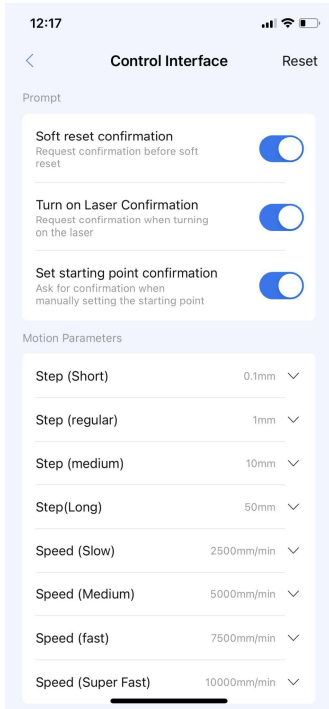 12:17
Control Interface Reset
Prompt
Soft reset confirmation
Request confirmation before soft
reset
Turn on Laser Confirmation
Request confirmation when turning
on the laser
Set starting point confirmation
Ask for confirmation when
manually setting the starting point
Motion Parameters
Step (Short) 0.1mm
Step (regular) 1mm
Step (medium) 10mm
Step(Long) 50mm
Speed (Slow) 2500mm/min
Speed (Medium) 5000mm/min
Speed (fast) 7500mm/min
Speed (Super Fast) 10000mm/min